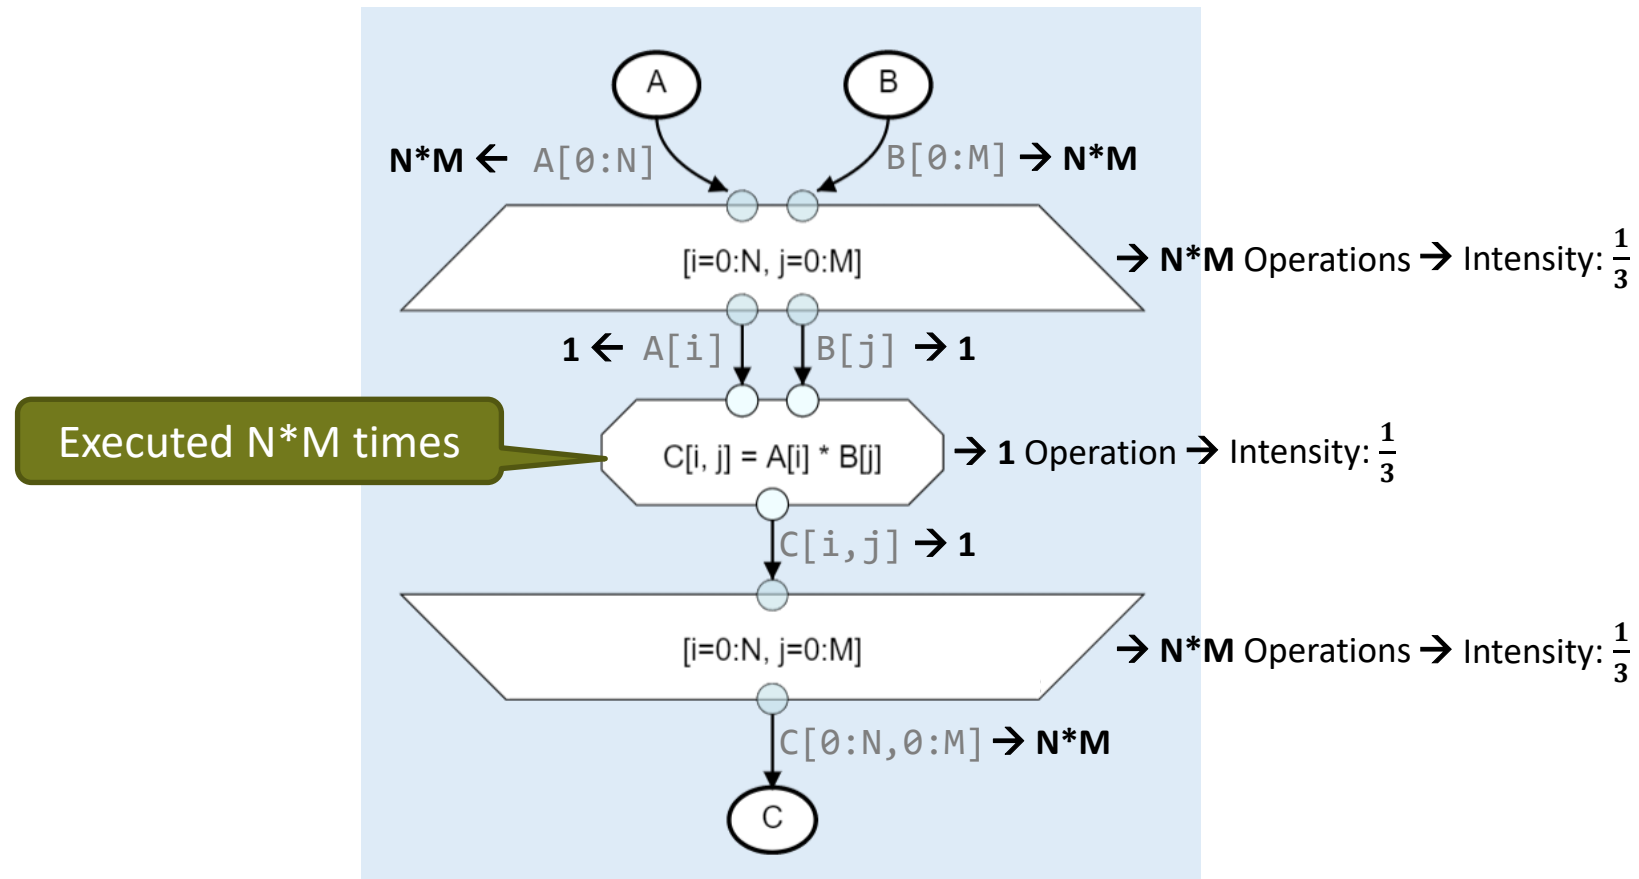 A
B
N*M ← A[0:N]
B[0:M] → N*M
[i=0:N, j=0:M]
→ N*M Operations → Intensity: 1/3
1 ← A[i]
B[j] → 1
Executed N*M times
C[i, j] = A[i] * B[j]
→ 1 Operation → Intensity: 1/3
C[i,j] → 1
[i=0:N, j=0:M]
→ N*M Operations → Intensity: 1/3
C[0:N,0:M] → N*M
C